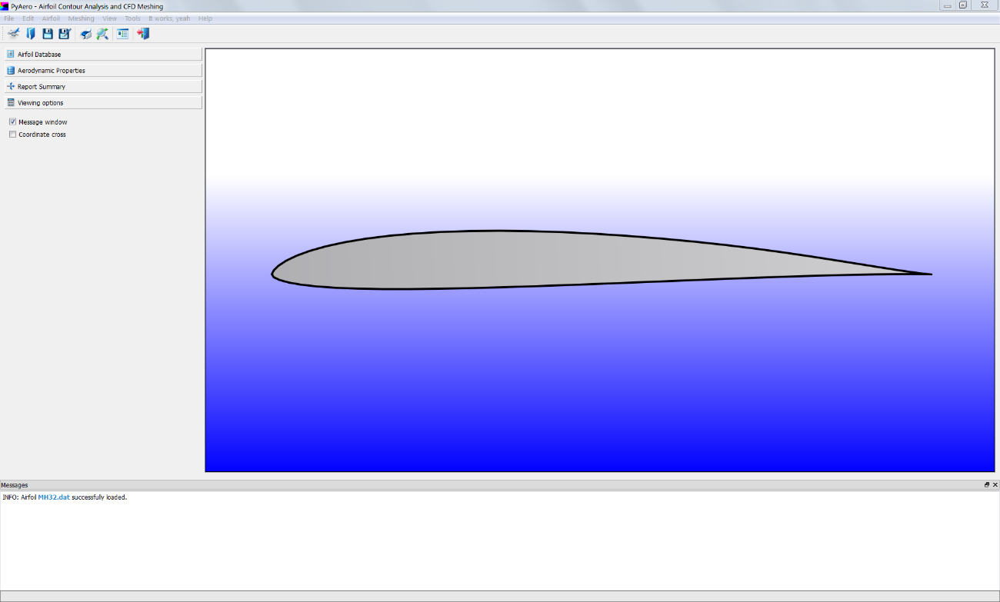 PyAero - Airfoil Contour Analysis and CFD Meshing
File Edit Airfoil Meshing View Tools It works, yeah Help
Airfoil Database
Aerodynamic Properties
Report Summary
Viewing options
Message window
Coordinate cross
Messages
INFO: Airfoil MH32.dat successfully loaded.